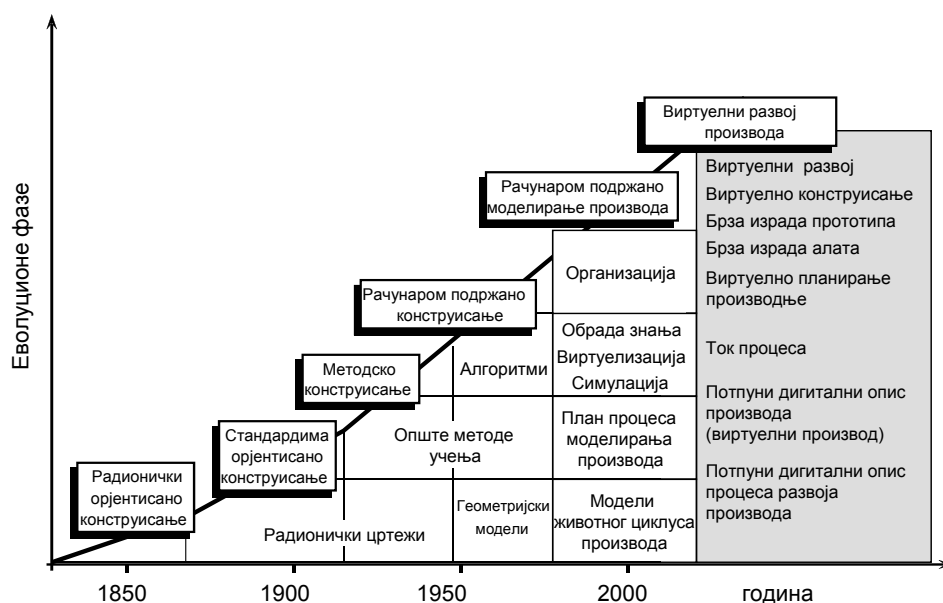 Еволуционе фазе
Виртуелни развој
производа
Рачунаром подржано
моделирање производа
Рачунаром подржано
конструисање
Методско
конструисање
Стандардима
орјентисано
конструисање
Радионички
орјентисано
конструисање
Виртуелни развој
Виртуелно конструисање
Брза израда прототипа
Брза израда алата
Виртуелно планирање
производње
Ток процеса
Потпуни дигитални опис
производа
(виртуелни производ)
Потпуни дигитални опис
процеса развоја
производа
Организација
Обрада знања
Виртуелизација
Симулација
План процеса
моделирања
производа
Модели
животног циклуса
производа
Алгоритми
Опште методе
учења
Геометријски
модели
Радионички цртежи
1850 1900 1950 2000 година